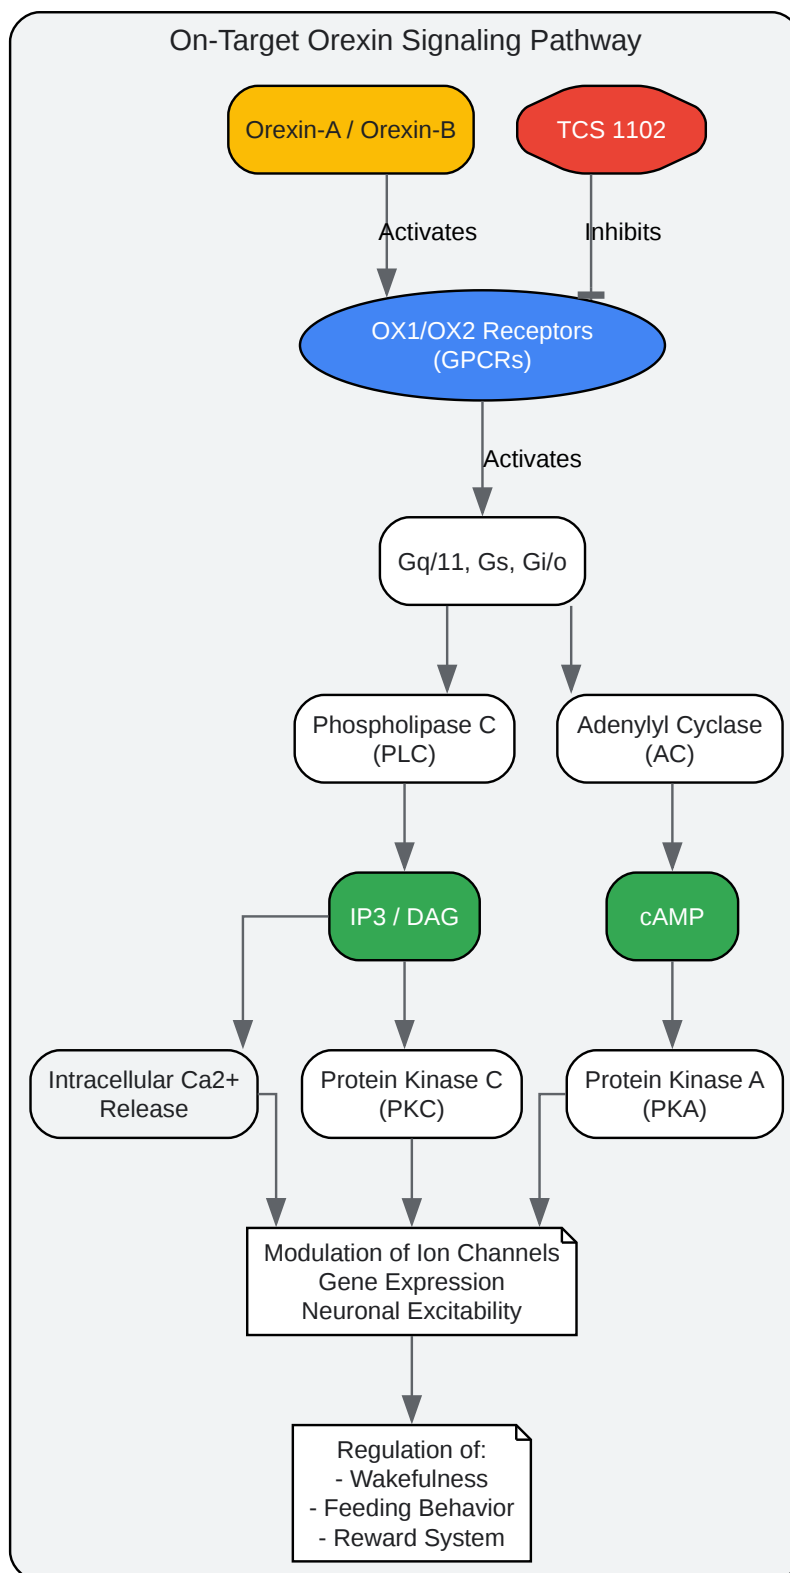 On-Target Orexin Signaling Pathway
Orexin-A / Orexin-B
TCS 1102
Activates
Inhibits
OX1/OX2 Receptors
(GPCRs)
Activates
Gq/11, Gs, Gi/o
Phospholipase C
(PLC)
Adenylyl Cyclase
(AC)
IP3 / DAG
cAMP
Intracellular Ca2+
Release
Protein Kinase C
(PKC)
Protein Kinase A
(PKA)
Modulation of Ion Channels
Gene Expression
Neuronal Excitability
Regulation of:
- Wakefulness
- Feeding Behavior
- Reward System